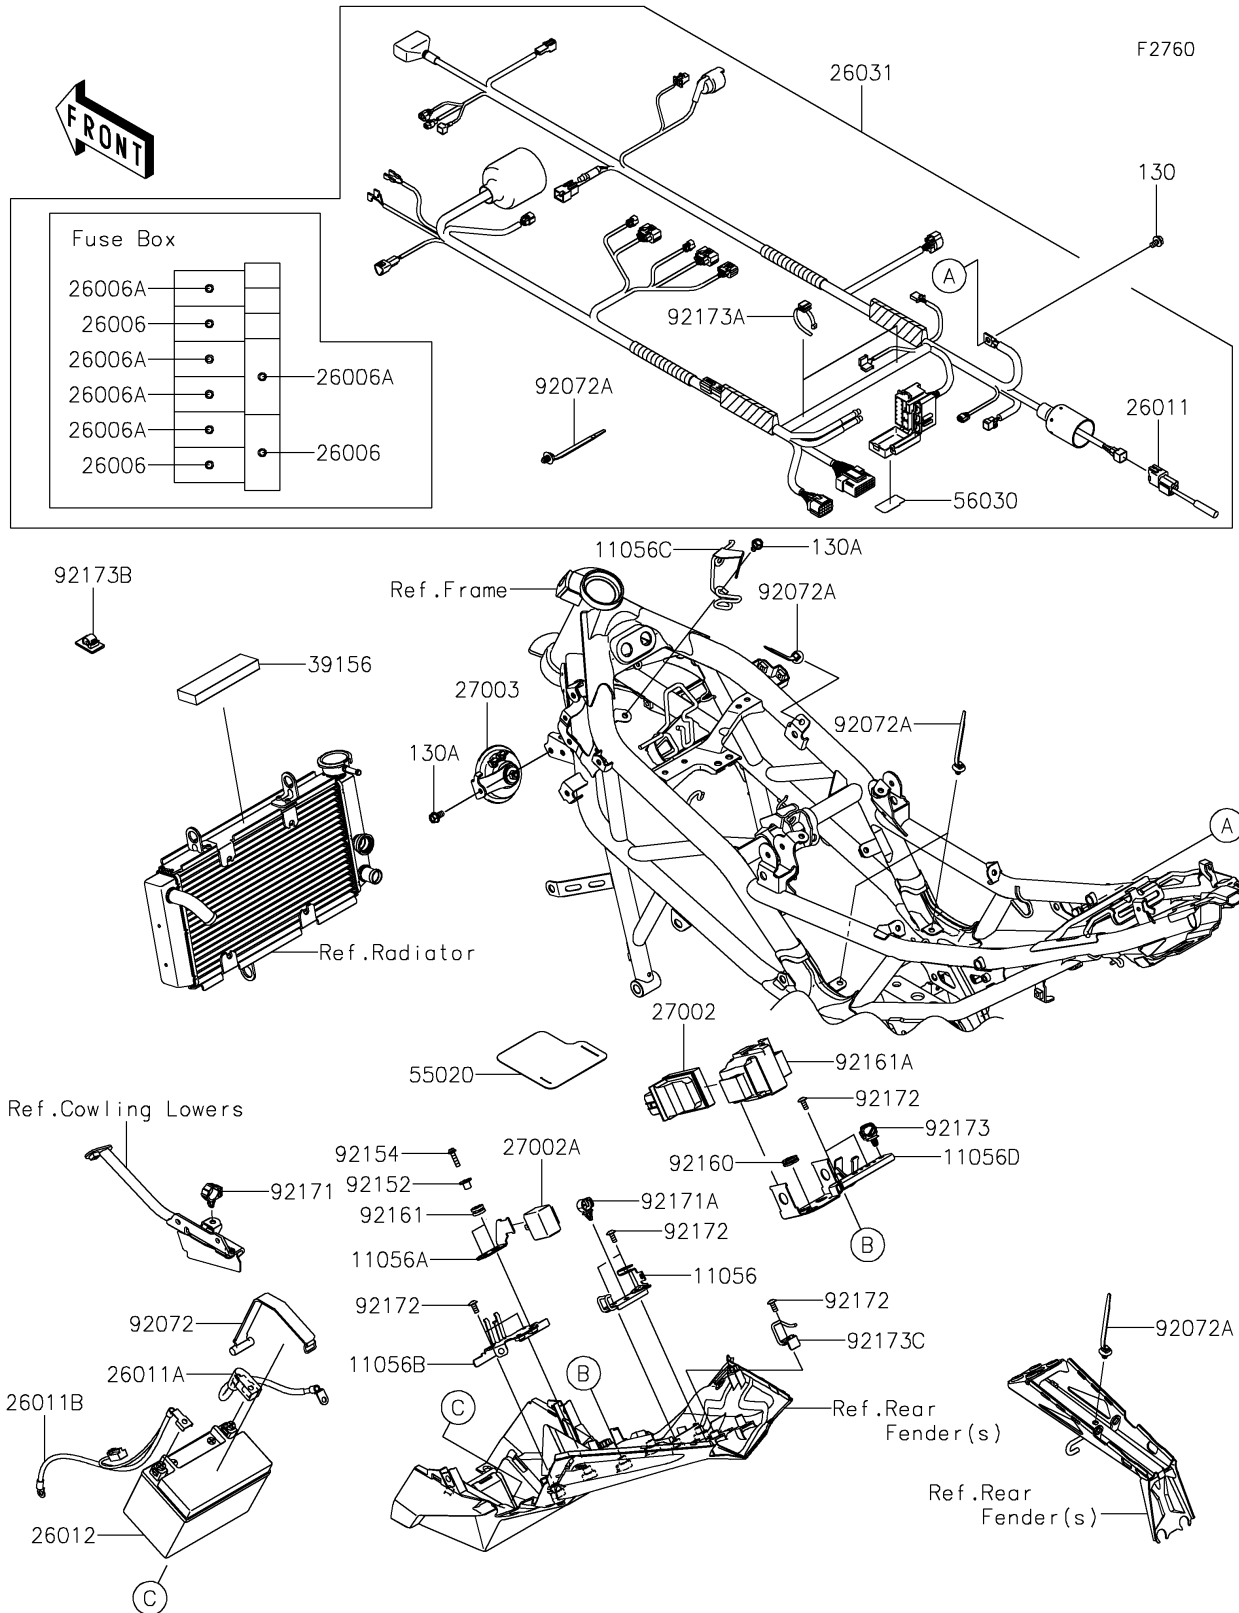 F2760
26031
FRONT
130
Fuse Box
A
26006A
92173A
26006
26006A
26006A
26006A
92072A
26011
26006A
26006
26006
56030
11056C
130A
92173B
Ref.Frame
92072A
39156
27003
92072A
130A
A
Ref.Radiator
27002
55020
92161A
Ref.Cowling Lowers
92172
92154
27002A
92173
92160
11056D
92171
92152
92171A
92161
92172
B
11056A
11056
92172
92172
92072
92072A
92173C
11056B
26011A
B
C
26011B
Ref.Rear
Fender(s)
Ref.Rear
Fender(s)
26012
C